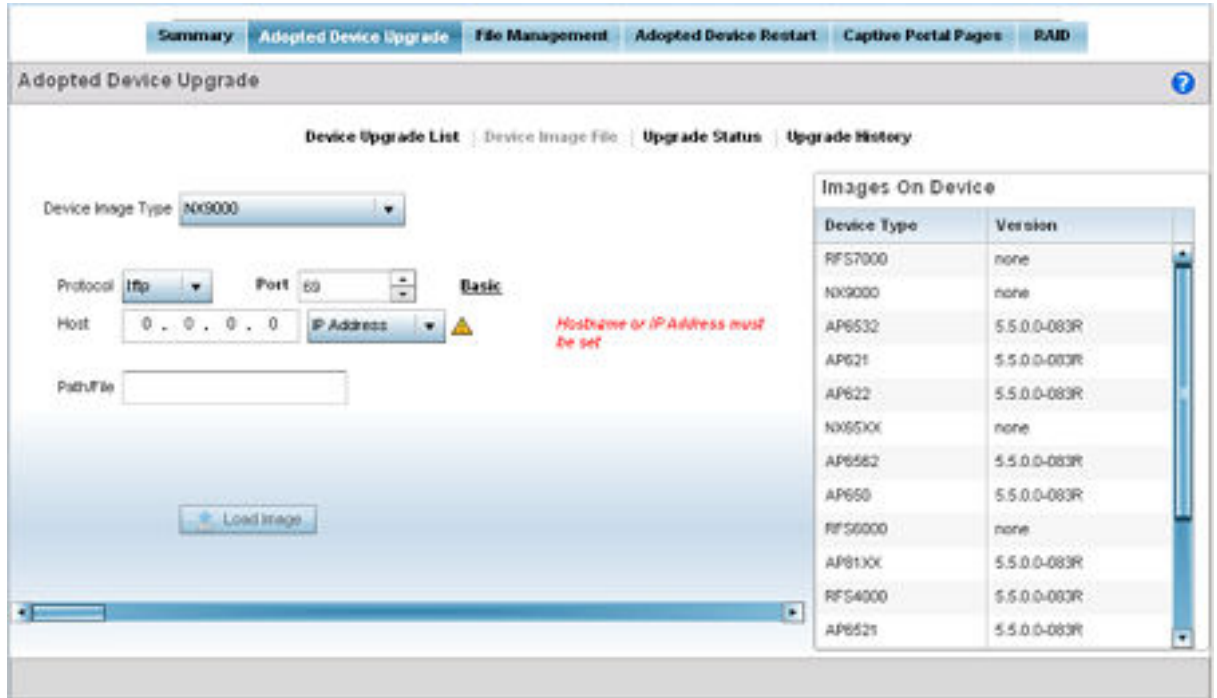 Summary Adopted Device Upgrade File Management Adopted Device Restart Captive Portal Pages RAID
Adopted Device Upgrade
?
Device Upgrade List | Device Image File | Upgrade Status | Upgrade History
Device Image Type NX9000
Protocol tftp Port 69 Basic
Host 0 . 0 . 0 . 0 IP Address
Hostname or IP Address must
be set
Path/File
Load Image
Images On Device
Device Type Version
RFS7000 none
NX9000 none
AP6532 5.5.0.0-083R
AP621 5.5.0.0-083R
AP622 5.5.0.0-083R
NX65XX none
AP6562 5.5.0.0-083R
AP650 5.5.0.0-083R
RFS6000 none
AP81XX 5.5.0.0-083R
RFS4000 5.5.0.0-083R
AP6521 5.5.0.0-083R